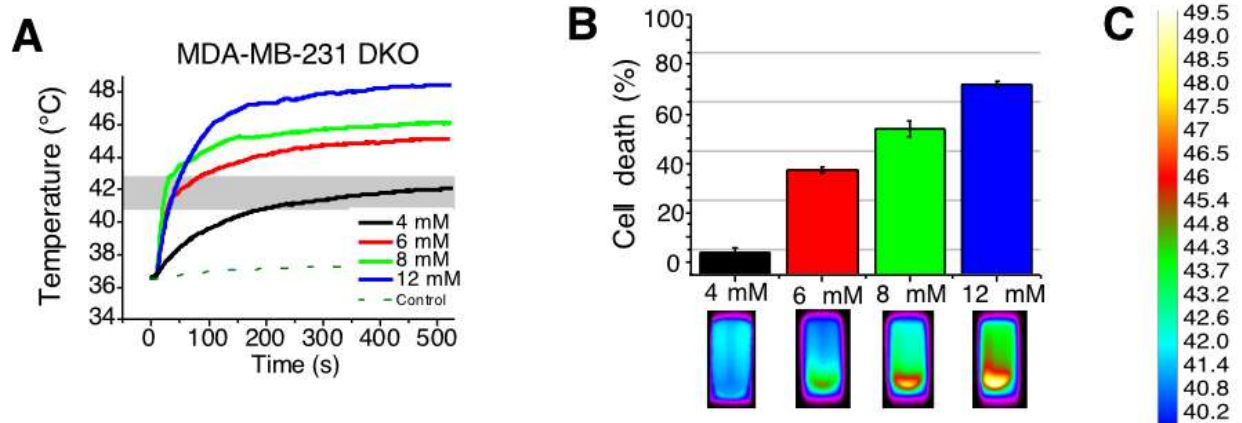 A
MDA-MB-231 DKO
Temperature (°C)
48
46
44
42
40
38
36
34
4 mM
6 mM
8 mM
12 mM
Control
0 100 200 300 400 500
Time (s)
B
Cell death (%)
100
80
60
40
20
0
4 mM 6 mM 8 mM 12 mM
C
49.5
49.0
48.5
48.0
47.5
47
46.5
46
45.4
44.8
44.3
43.7
43.2
42.6
42.0
41.4
40.8
40.2